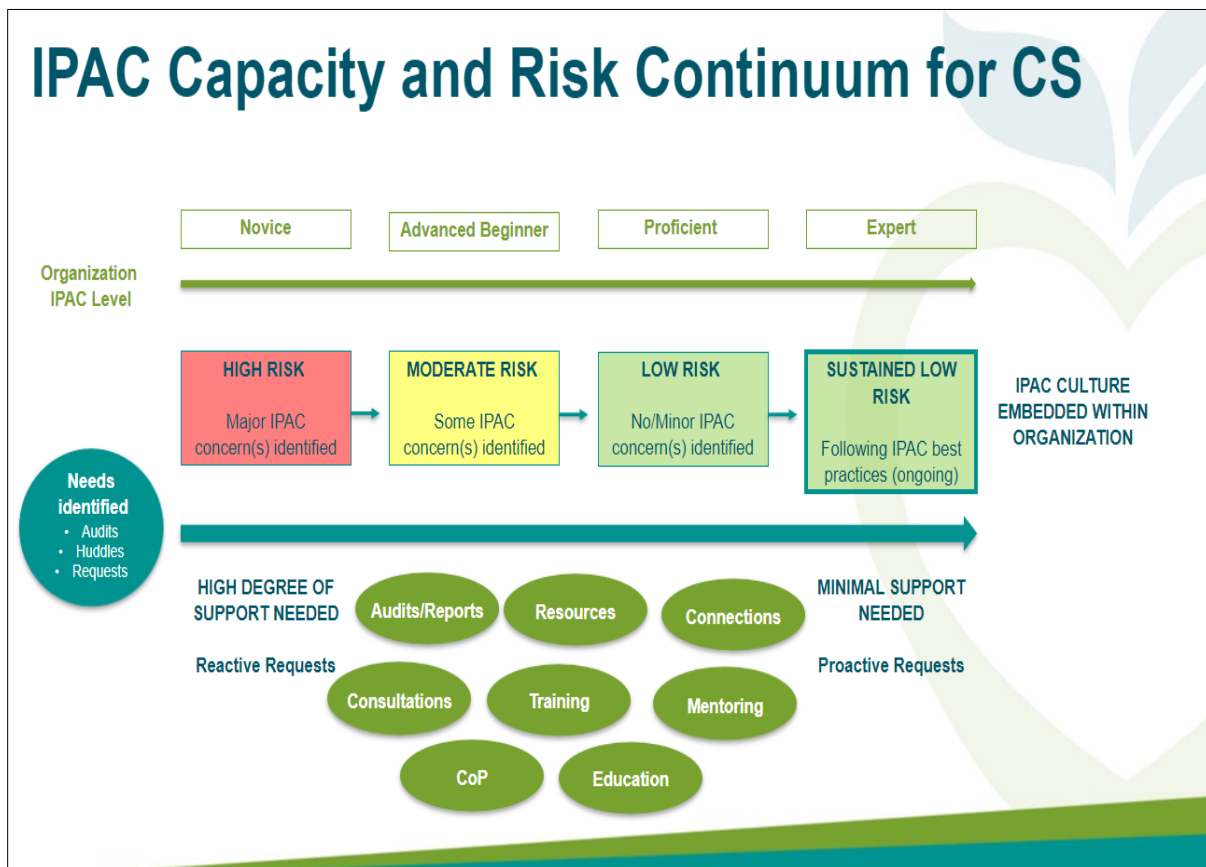 IPAC Capacity and Risk Continuum for CS
Novice
Advanced Beginner
Proficient
Expert
Organization
IPAC Level
HIGH RISK
Major IPAC
concern(s) identified
MODERATE RISK
Some IPAC
concern(s) identified
LOW RISK
No/Minor IPAC
concern(s) identified
SUSTAINED LOW
RISK
Following IPAC best
practices (ongoing)
IPAC CULTURE
EMBEDDED WITHIN
ORGANIZATION
Needs
identified
• Audits
• Huddles
• Requests
HIGH DEGREE OF
SUPPORT NEEDED
Reactive Requests
Audits/Reports
Resources
Connections
Consultations
Training
Mentoring
CoP
Education
MINIMAL SUPPORT
NEEDED
Proactive Requests